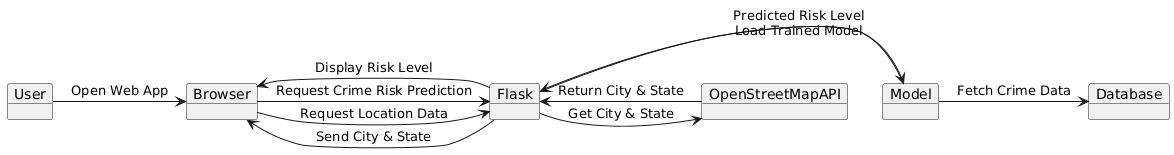 Predicted Risk Level
Load Trained Model
Display Risk Level
User
Open Web App
Browser
Request Crime Risk Prediction
Flask
Return City & State
OpenStreetMapAPI
Model
Fetch Crime Data
Database
Request Location Data
Get City & State
Send City & State